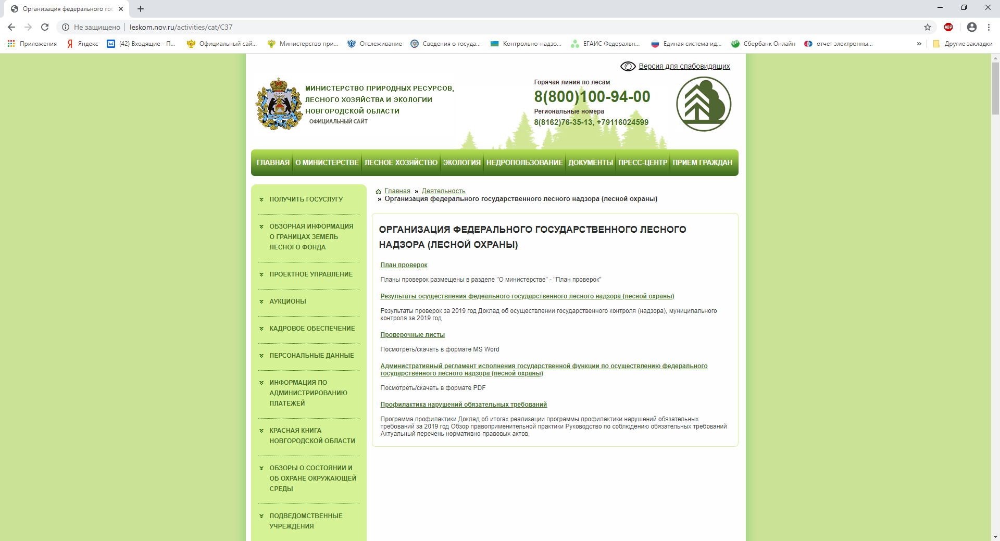 Организация федерального гос
Не защищено leskom.nov.ru/activities/cat/C37
Приложения Яндекс (42) Входящие - П... Официальный сай... Министерство при... Отслеживание Сведения о госуда... Контрольно-надзо... ЕГАИС Федеральн... Единая система ид... Сбербанк Онлайн отчет электронны... » Другие закладки
ABP
Версия для слабовидящих
МИНИСТЕРСТВО ПРИРОДНЫХ РЕСУРСОВ,
ЛЕСНОГО ХОЗЯЙСТВА И ЭКОЛОГИИ
НОВГОРОДСКОЙ ОБЛАСТИ
ОФИЦИАЛЬНЫЙ САЙТ
Горячая линия по лесам
8(800)100-94-00
Региональные номера
8(8162)76-35-13, +79116024599
ГЛАВНАЯ О МИНИСТЕРСТВЕ ЛЕСНОЕ ХОЗЯЙСТВО ЭКОЛОГИЯ НЕДРОПОЛЬЗОВАНИЕ ДОКУМЕНТЫ ПРЕСС-ЦЕНТР ПРИЕМ ГРАЖДАН
ПОЛУЧИТЬ ГОСУСЛУГУ
ОБЗОРНАЯ ИНФОРМАЦИЯ
О ГРАНИЦАХ ЗЕМЕЛЬ
ЛЕСНОГО ФОНДА
ПРОЕКТНОЕ УПРАВЛЕНИЕ
АУКЦИОНЫ
КАДРОВОЕ ОБЕСПЕЧЕНИЕ
ПЕРСОНАЛЬНЫЕ ДАННЫЕ
ИНФОРМАЦИЯ ПО
АДМИНИСТРИРОВАНИЮ
ПЛАТЕЖЕЙ
КРАСНАЯ КНИГА
НОВГОРОДСКОЙ ОБЛАСТИ
ОБЗОРЫ О СОСТОЯНИИ И
ОБ ОХРАНЕ ОКРУЖАЮЩЕЙ
СРЕДЫ
ПОДВЕДОМСТВЕННЫЕ
УЧРЕЖДЕНИЯ
Главная » Деятельность
» Организация федерального государственного лесного надзора (лесной охраны)
ОРГАНИЗАЦИЯ ФЕДЕРАЛЬНОГО ГОСУДАРСТВЕННОГО ЛЕСНОГО
НАДЗОРА (ЛЕСНОЙ ОХРАНЫ)
План проверок
Планы проверок размещены в разделе "О министерстве" - "План проверок"
Результаты осуществления федеального государственного лесного надзора (лесной охраны)
Результаты проверок за 2019 год Доклад об осуществлении государственного контроля (надзора), муниципального
контроля за 2019 год
Проверочные листы
Посмотреть/скачать в формате MS Word
Административный регламент исполнения государственной функции по осуществлению федерального
государственного лесного надзора (лесной охраны)
Посмотреть/скачать в формате PDF
Профилактика нарушений обязательных требований
Программа профилактики Доклад об итогах реализации программы профилактики нарушений обязательных
требований за 2019 год Обзор правоприменительной практики Руководство по соблюдению обязательных требований
Актуальный перечень нормативно-правовых актов,